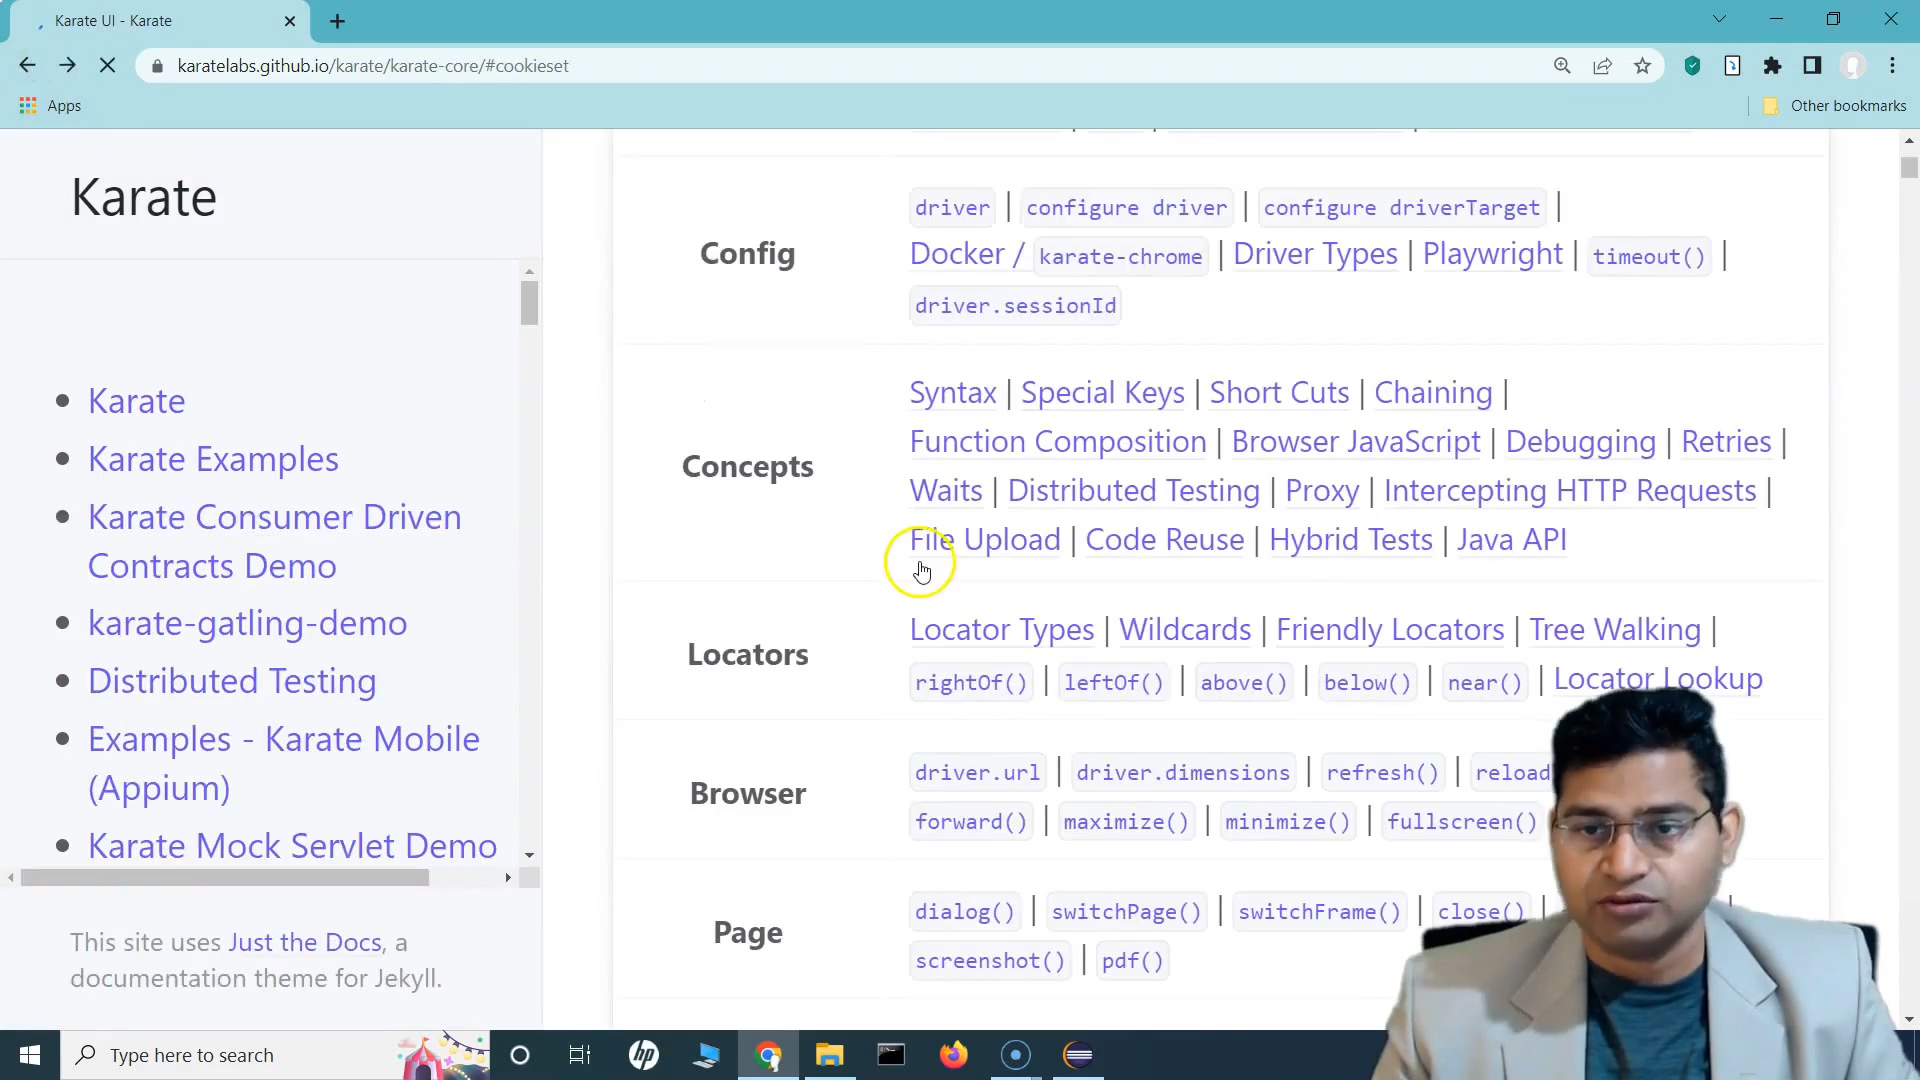 Karate UI - Karate
karatelabs.github.io/karate/karate-core/#cookieset
Apps
Other bookmarks
Karate
Karate
Karate Examples
Karate Consumer Driven
Contracts Demo
karate-gatling-demo
Distributed Testing
Examples - Karate Mobile
(Appium)
Karate Mock Servlet Demo
This site uses Just the Docs, a
documentation theme for Jekyll.
Config
driver | configure driver | configure driverTarget |
Docker / karate-chrome | Driver Types | Playwright | timeout() |
driver.sessionId
Concepts
Syntax | Special Keys | Short Cuts | Chaining |
Function Composition | Browser JavaScript | Debugging | Retries |
Waits | Distributed Testing | Proxy | Intercepting HTTP Requests |
File Upload | Code Reuse | Hybrid Tests | Java API
Locators
Locator Types | Wildcards | Friendly Locators | Tree Walking |
rightOf() | leftOf() | above() | below() | near() | Locator Lookup
Browser
driver.url | driver.dimensions | refresh() | reload
forward() | maximize() | minimize() | fullscreen()
Page
dialog() | switchPage() | switchFrame() | close() |
screenshot() | pdf()
Type here to search
hp